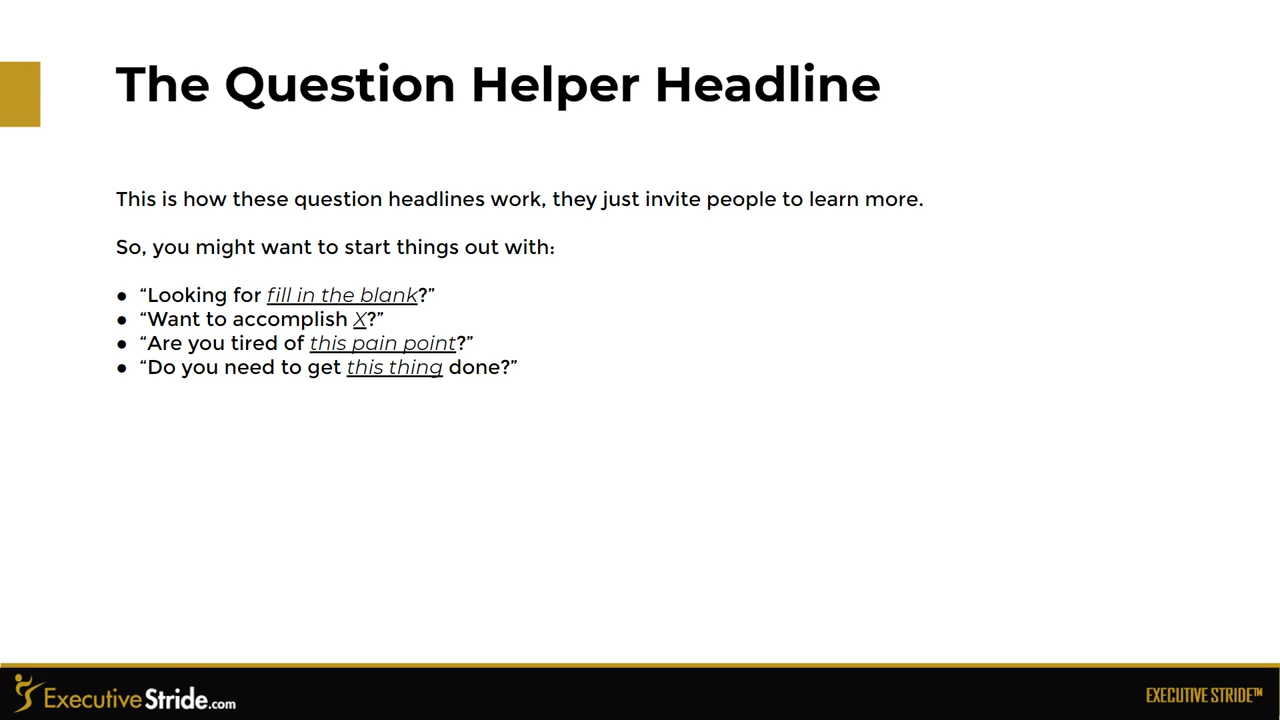 The Question Helper Headline
This is how these question headlines work, they just invite people to learn more.
So, you might want to start things out with:
● “Looking for fill in the blank?”
● “Want to accomplish X?”
● “Are you tired of this pain point?”
● “Do you need to get this thing done?”
ExecutiveStride.com
EXECUTIVE STRIDE™